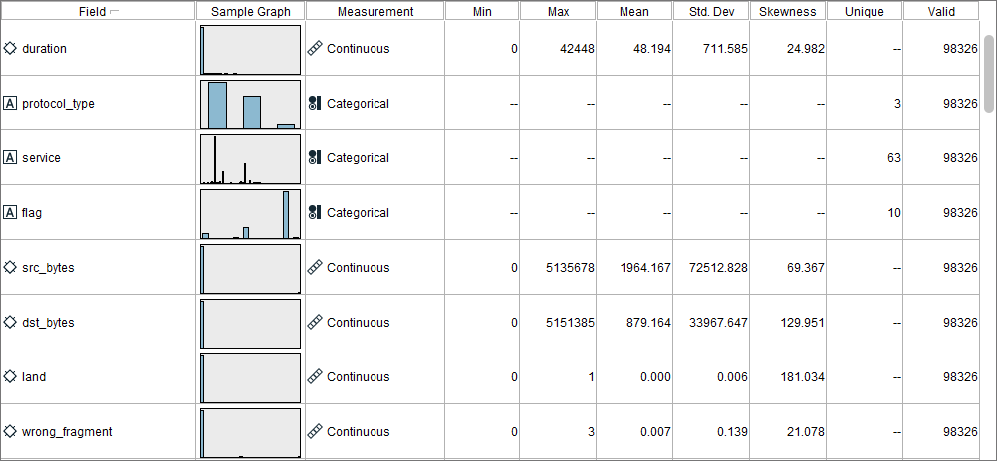 Field Sample Graph Measurement Min Max Mean Std. Dev Skewness Unique Valid
duration Continuous 0 42448 48.194 711.585 24.982 -- 98326
A protocol_type Categorical -- -- -- -- -- 3 98326
A service Categorical -- -- -- -- -- 63 98326
A flag Categorical -- -- -- -- -- 10 98326
src_bytes Continuous 0 5135678 1964.167 72512.828 69.367 -- 98326
dst_bytes Continuous 0 5151385 879.164 33967.647 129.951 -- 98326
land Continuous 0 1 0.000 0.006 181.034 -- 98326
wrong_fragment Continuous 0 3 0.007 0.139 21.078 -- 98326